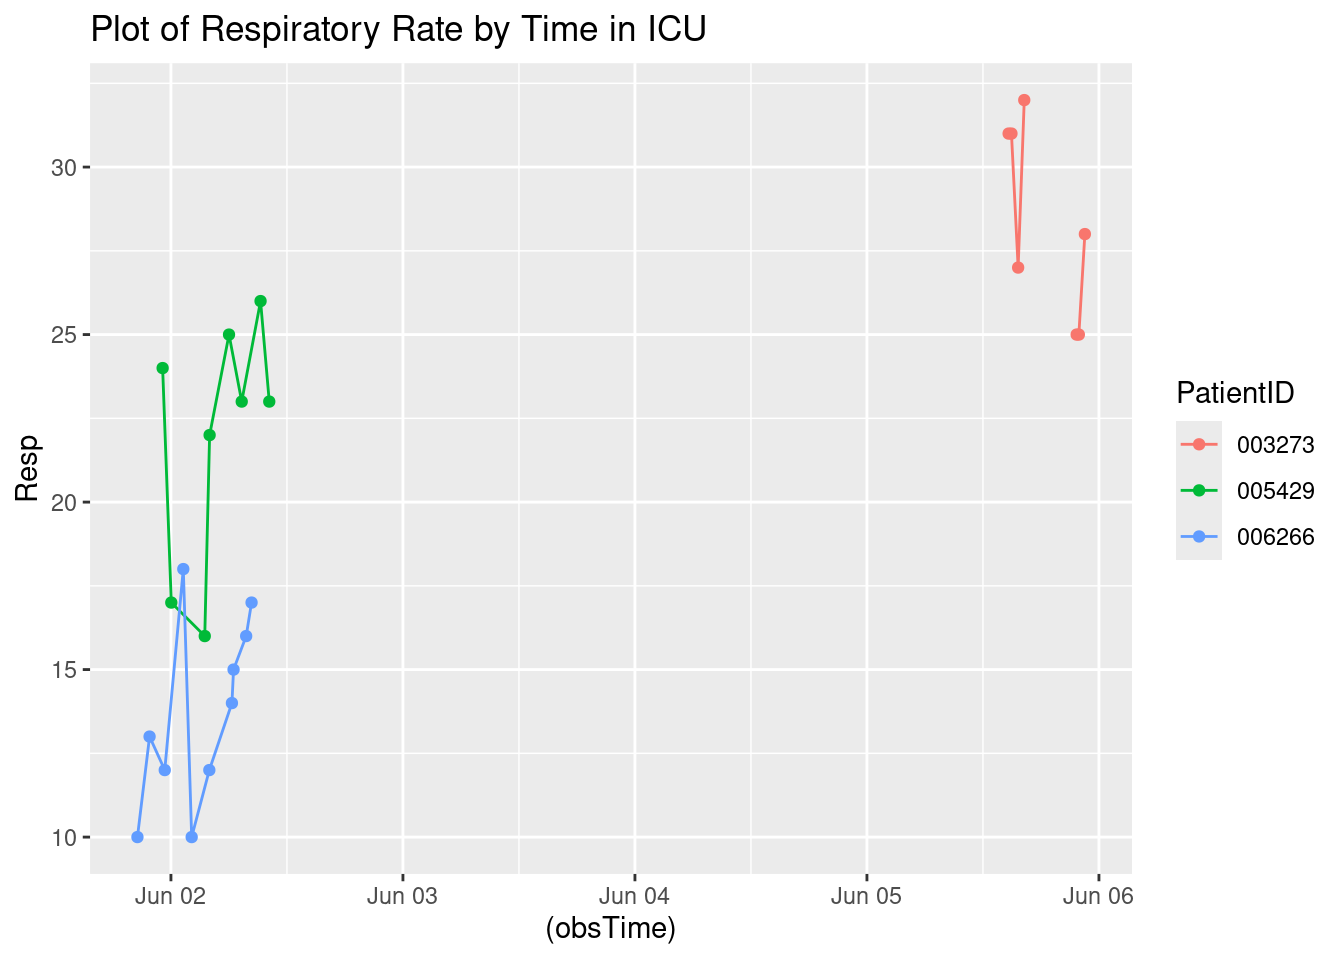 Plot of Respiratory Rate by Time in ICU
Resp
30
25
20
15
10
Jun 02 Jun 03 Jun 04 Jun 05 Jun 06
(obsTime)
PatientID
003273
005429
006266